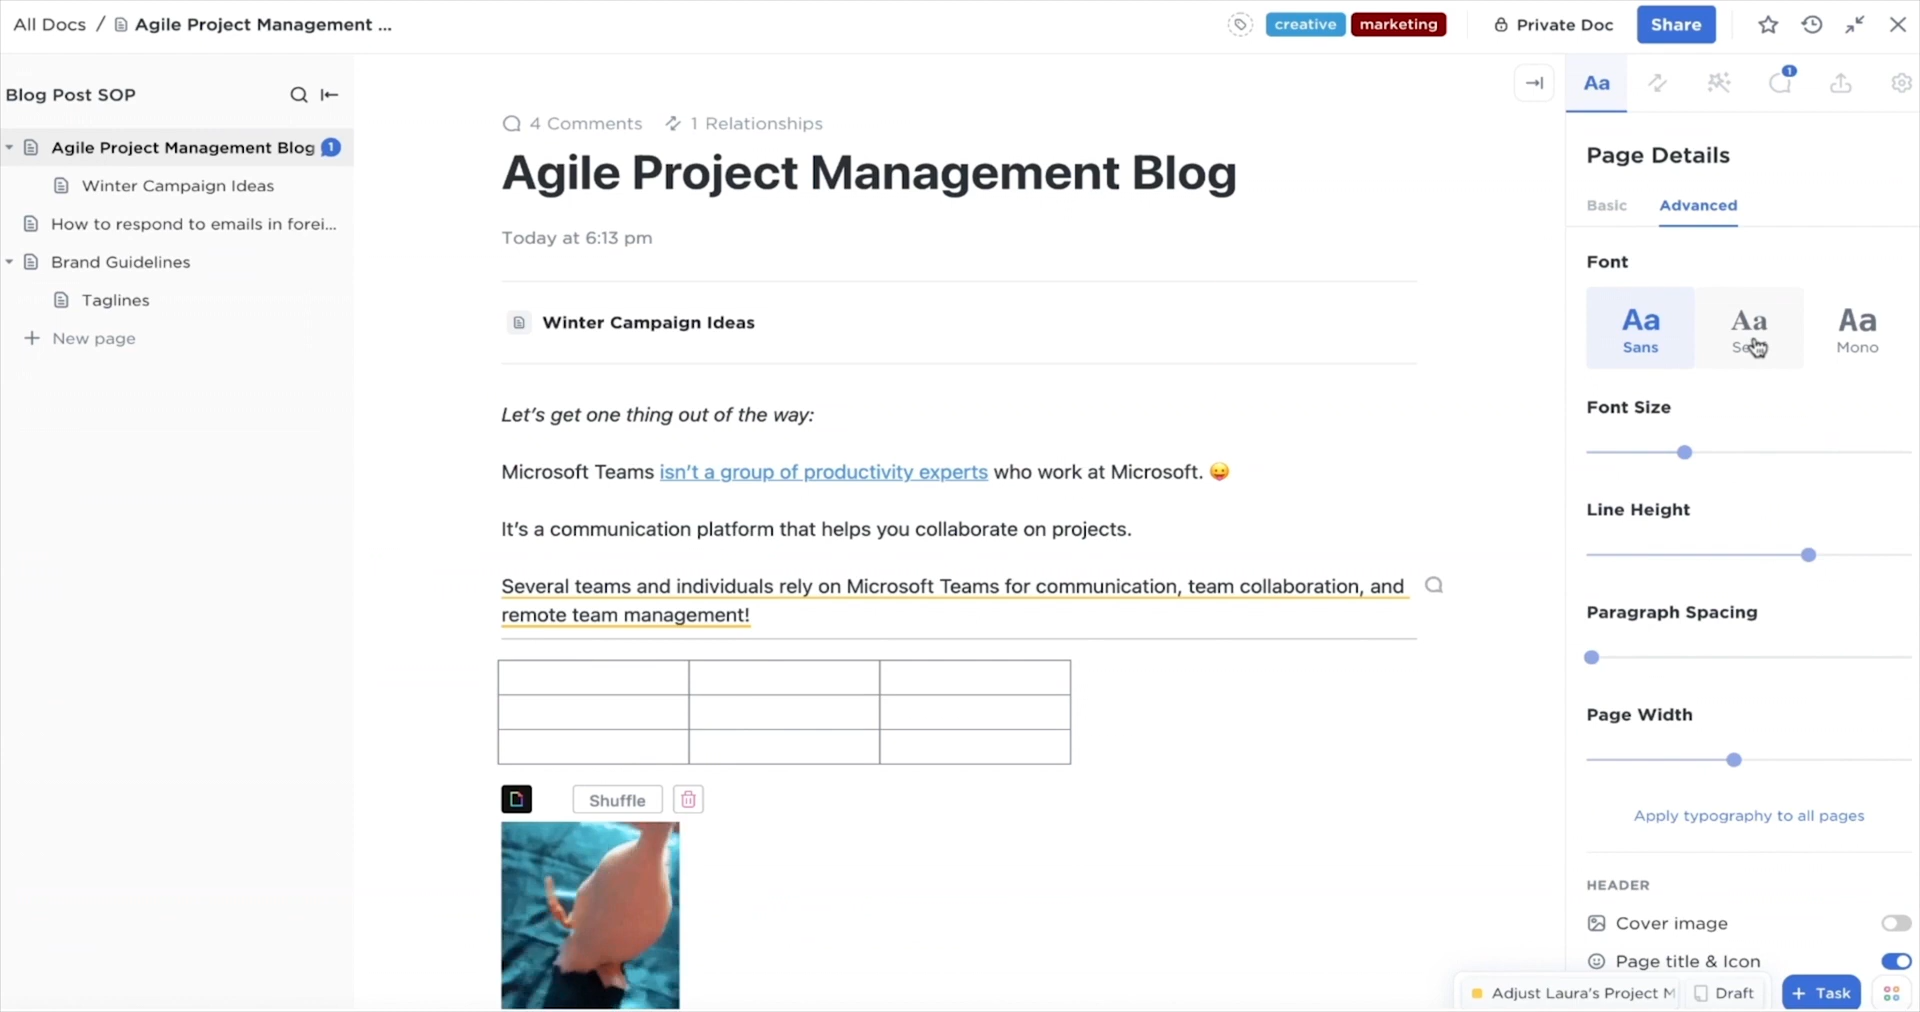 All Docs / Agile Project Management ...
creative
marketing
Private Doc
Share
Blog Post SOP
Agile Project Management Blog 1
Winter Campaign Ideas
How to respond to emails in forei...
Brand Guidelines
Taglines
+ New page
4 Comments 1 Relationships
Agile Project Management Blog
Today at 6:13 pm
Winter Campaign Ideas
Let's get one thing out of the way:
Microsoft Teams isn't a group of productivity experts who work at Microsoft. 😛
It's a communication platform that helps you collaborate on projects.
Several teams and individuals rely on Microsoft Teams for communication, team collaboration, and
remote team management!
Shuffle
Aa
1
Page Details
Basic Advanced
Font
Aa Aa Aa
Sans Mono
Font Size
Line Height
Paragraph Spacing
Page Width
Apply typography to all pages
HEADER
Cover image
Page title & Icon
Adjust Laura's Project M
Draft
+ Task